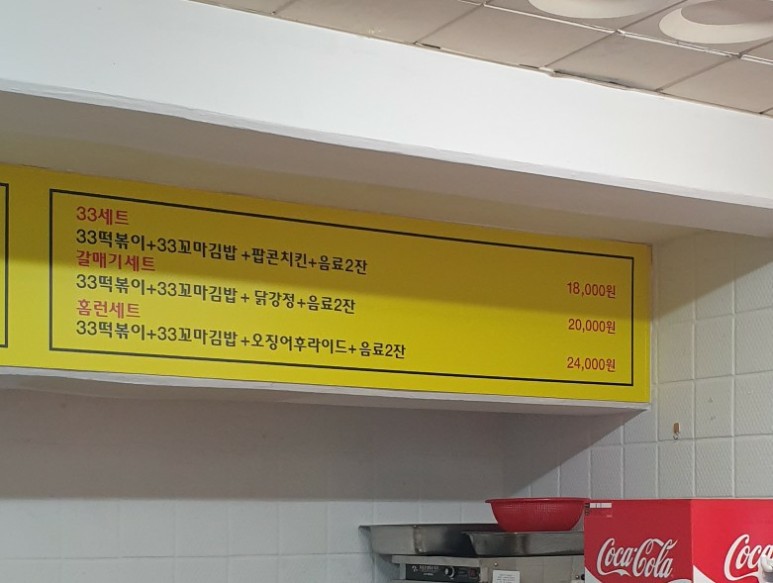 33세트
33떡볶이+33꼬마김밥 +팝콘치킨+음료2잔
18,000원
갈매기세트
33떡볶이+33꼬마김밥+ 닭강정+음료2잔
20,000원
홈런세트
33떡볶이+33꼬마김밥 +오징어후라이드+음료2잔
24,000원
Coca-Cola
Coca